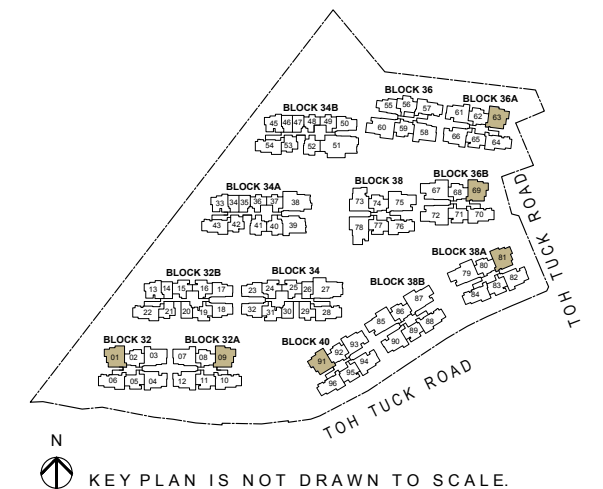 BLOCK 36
BLOCK 36A
55 56 57
61 62 63
60 59 58
66 65 64
BLOCK 34B
45 46 47 48 49 50
54 53 52 51
BLOCK 36B
67 68 69
72 71 70
BLOCK 38
73 74 75
78 77 76
BLOCK 34A
33 34 35 36 37 38
43 42 41 40 39
TOH TUCK ROAD
BLOCK 38A
79 80 81
84 83 82
BLOCK 32B
13 14 15 16 17
22 21 20 19 18
BLOCK 34
23 24 25 26 27
32 31 30 29 28
BLOCK 38B
85 86 87
90 89 88
BLOCK 32
01 02 03
06 05 04
BLOCK 32A
07 08 09
12 11 10
BLOCK 40
91 92 93
96 95 94
TOH TUCK ROAD
N
KEY PLAN IS NOT DRAWN TO SCALE.